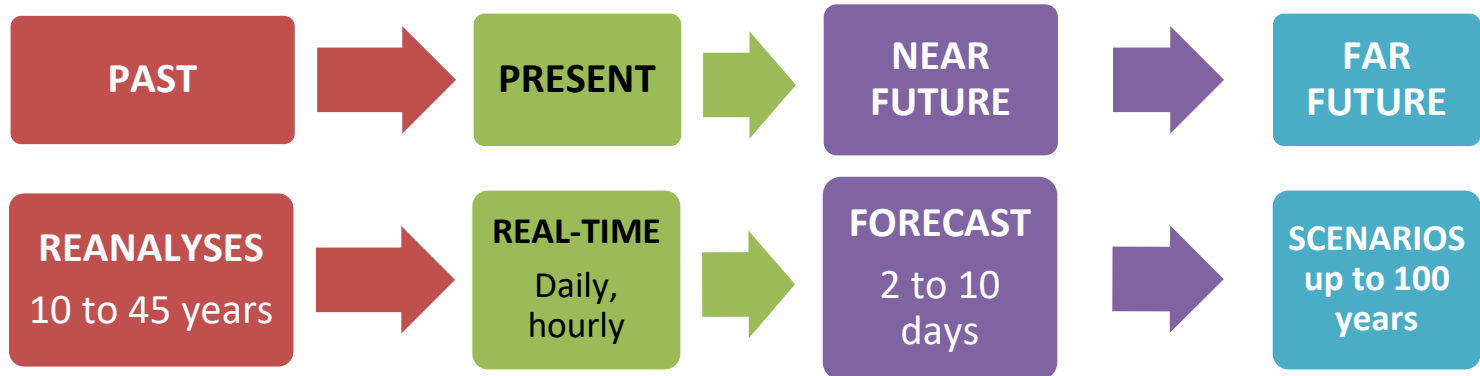 PAST
PRESENT
NEAR
FUTURE
FAR
FUTURE
REANALYSES
10 to 45 years
REAL-TIME
Daily,
hourly
FORECAST
2 to 10
days
SCENARIOS
up to 100
years